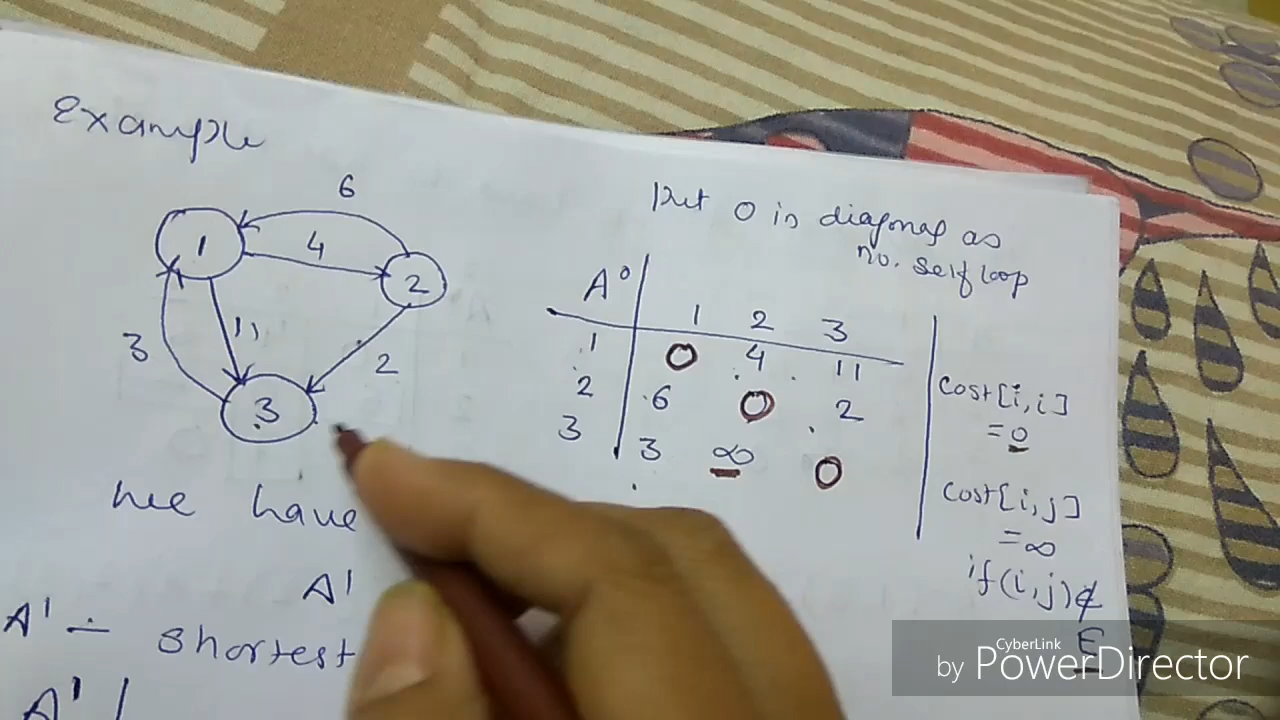 Example
6
1
4
2
11
3
2
3
We have
A'
A' - shortest
A'
Put 0 in diagonal as
no. self loop
A⁰
1 2 3
1 0 4 11
2 6 0 2
3 3 ∞ 0
Cost[i,i]
=0
Cost[i,j]
=∞
if(i,j)∉
E
CyberLink
by PowerDirector